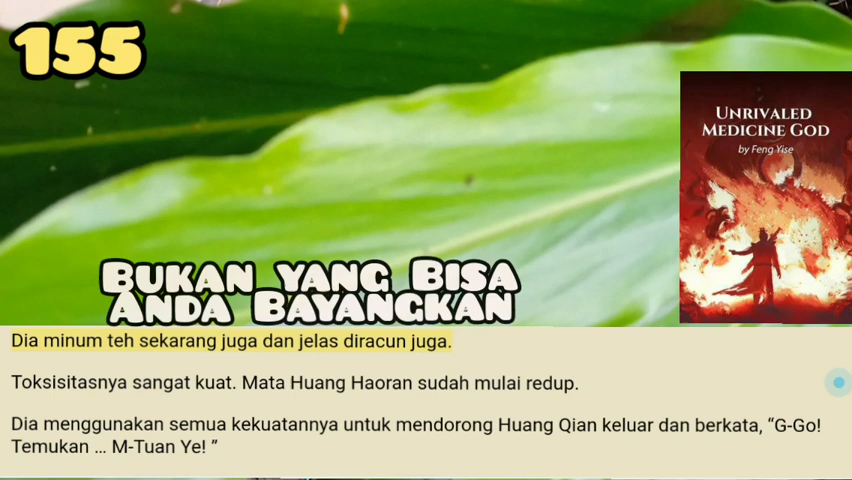 155
UNRIVALED
MEDICINE GOD
by Feng Yise
BUKAN YANG BISA
ANDA BAYANGKAN
Dia minum teh sekarang juga dan jelas diracun juga.
Toksisitasnya sangat kuat. Mata Huang Haoran sudah mulai redup.
Dia menggunakan semua kekuatannya untuk mendorong Huang Qian keluar dan berkata, “G-Go!
Temukan ... M-Tuan Ye! ”